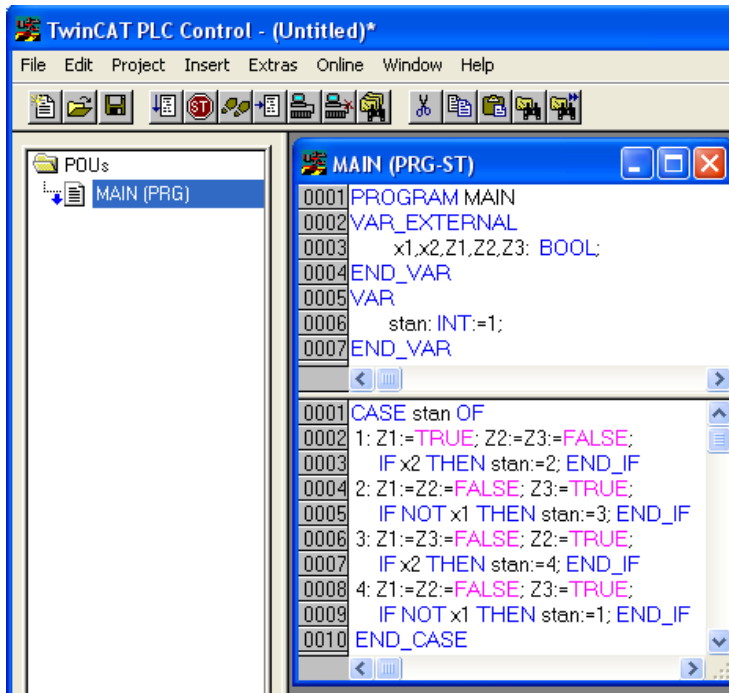 TwinCAT PLC Control - (Untitled)*
File Edit Project Insert Extras Online Window Help
ST
POUs
MAIN (PRG)
MAIN (PRG-ST)
0001 PROGRAM MAIN
0002 VAR_EXTERNAL
0003 x1,x2,Z1,Z2,Z3: BOOL;
0004 END_VAR
0005 VAR
0006 stan: INT:=1;
0007 END_VAR
0001 CASE stan OF
0002 1: Z1:=TRUE; Z2:=Z3:=FALSE;
0003 IF x2 THEN stan:=2; END_IF
0004 2: Z1:=Z2:=FALSE; Z3:=TRUE;
0005 IF NOT x1 THEN stan:=3; END_IF
0006 3: Z1:=Z3:=FALSE; Z2:=TRUE;
0007 IF x2 THEN stan:=4; END_IF
0008 4: Z1:=Z2:=FALSE; Z3:=TRUE;
0009 IF NOT x1 THEN stan:=1; END_IF
0010 END_CASE